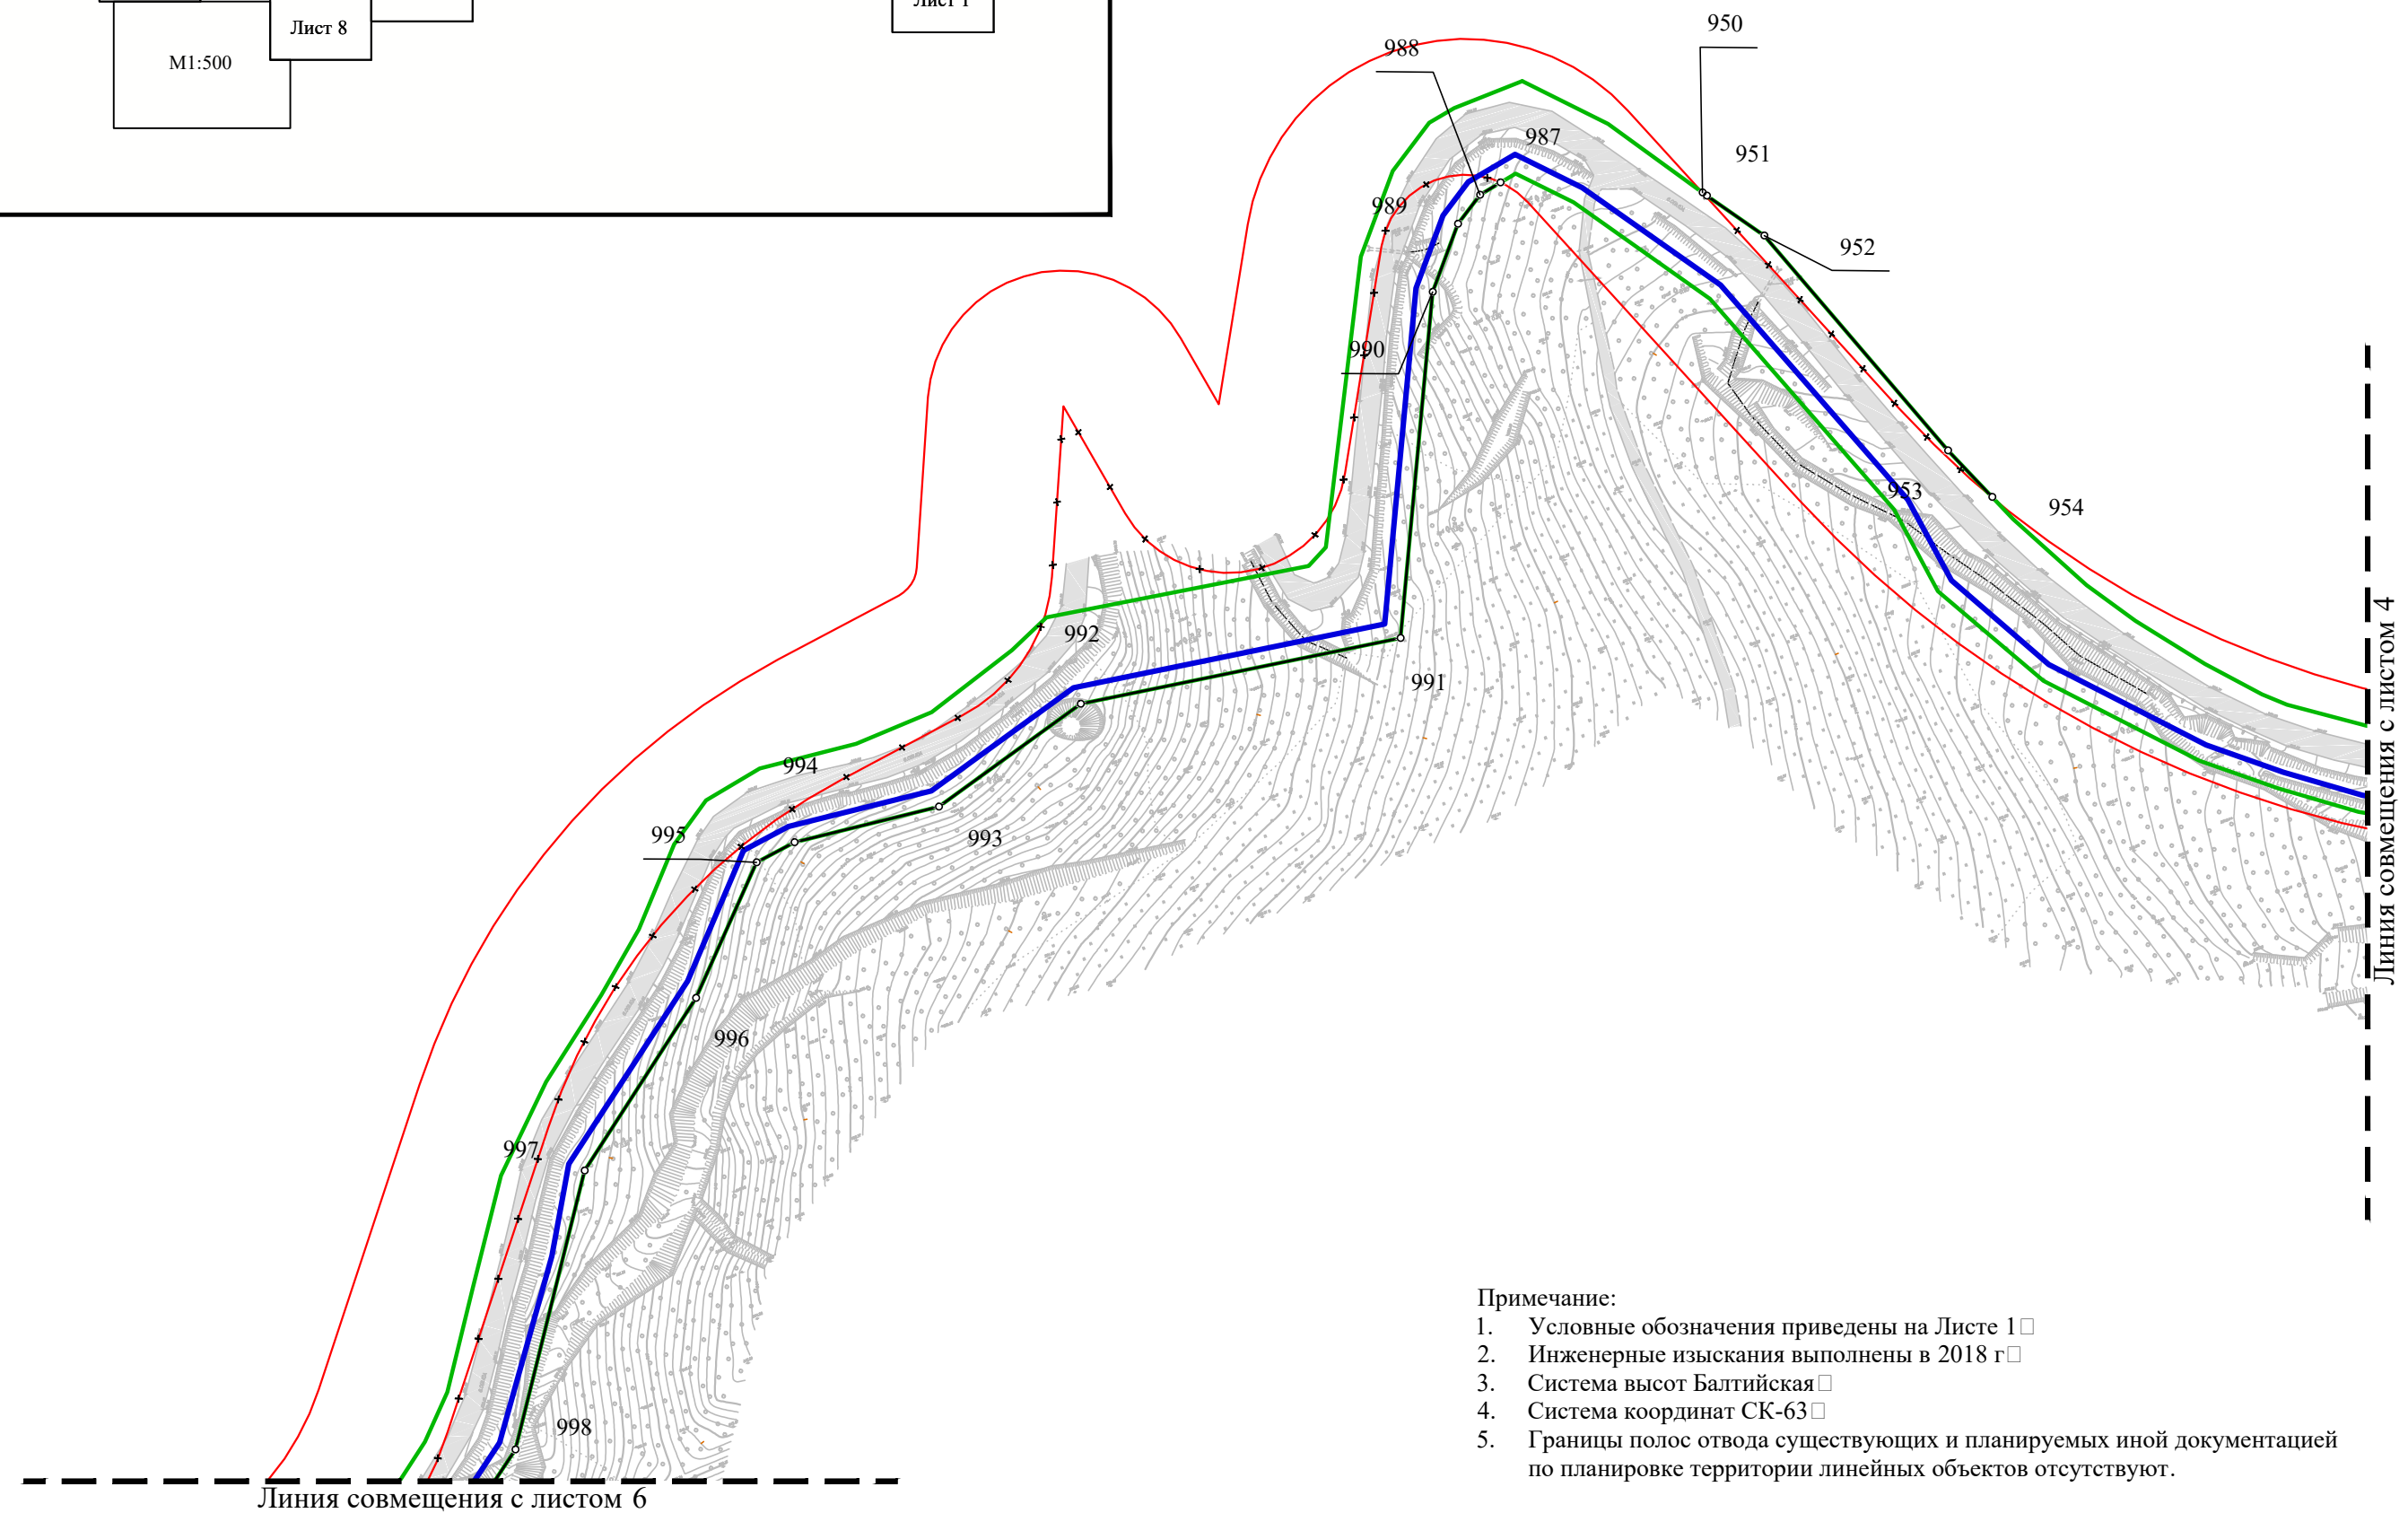 Лист 8
М1:500
950
988
987
951
989
952
990
953
954
992
991
994
995
993
996
997
998
Линия совмещения с листом 4
Примечание:
1. Условные обозначения приведены на Листе 1□
2. Инженерные изыскания выполнены в 2018 г□
3. Система высот Балтийская□
4. Система координат СК-63□
5. Границы полос отвода существующих и планируемых иной документацией
по планировке территории линейных объектов отсутствуют.
Линия совмещения с листом 6